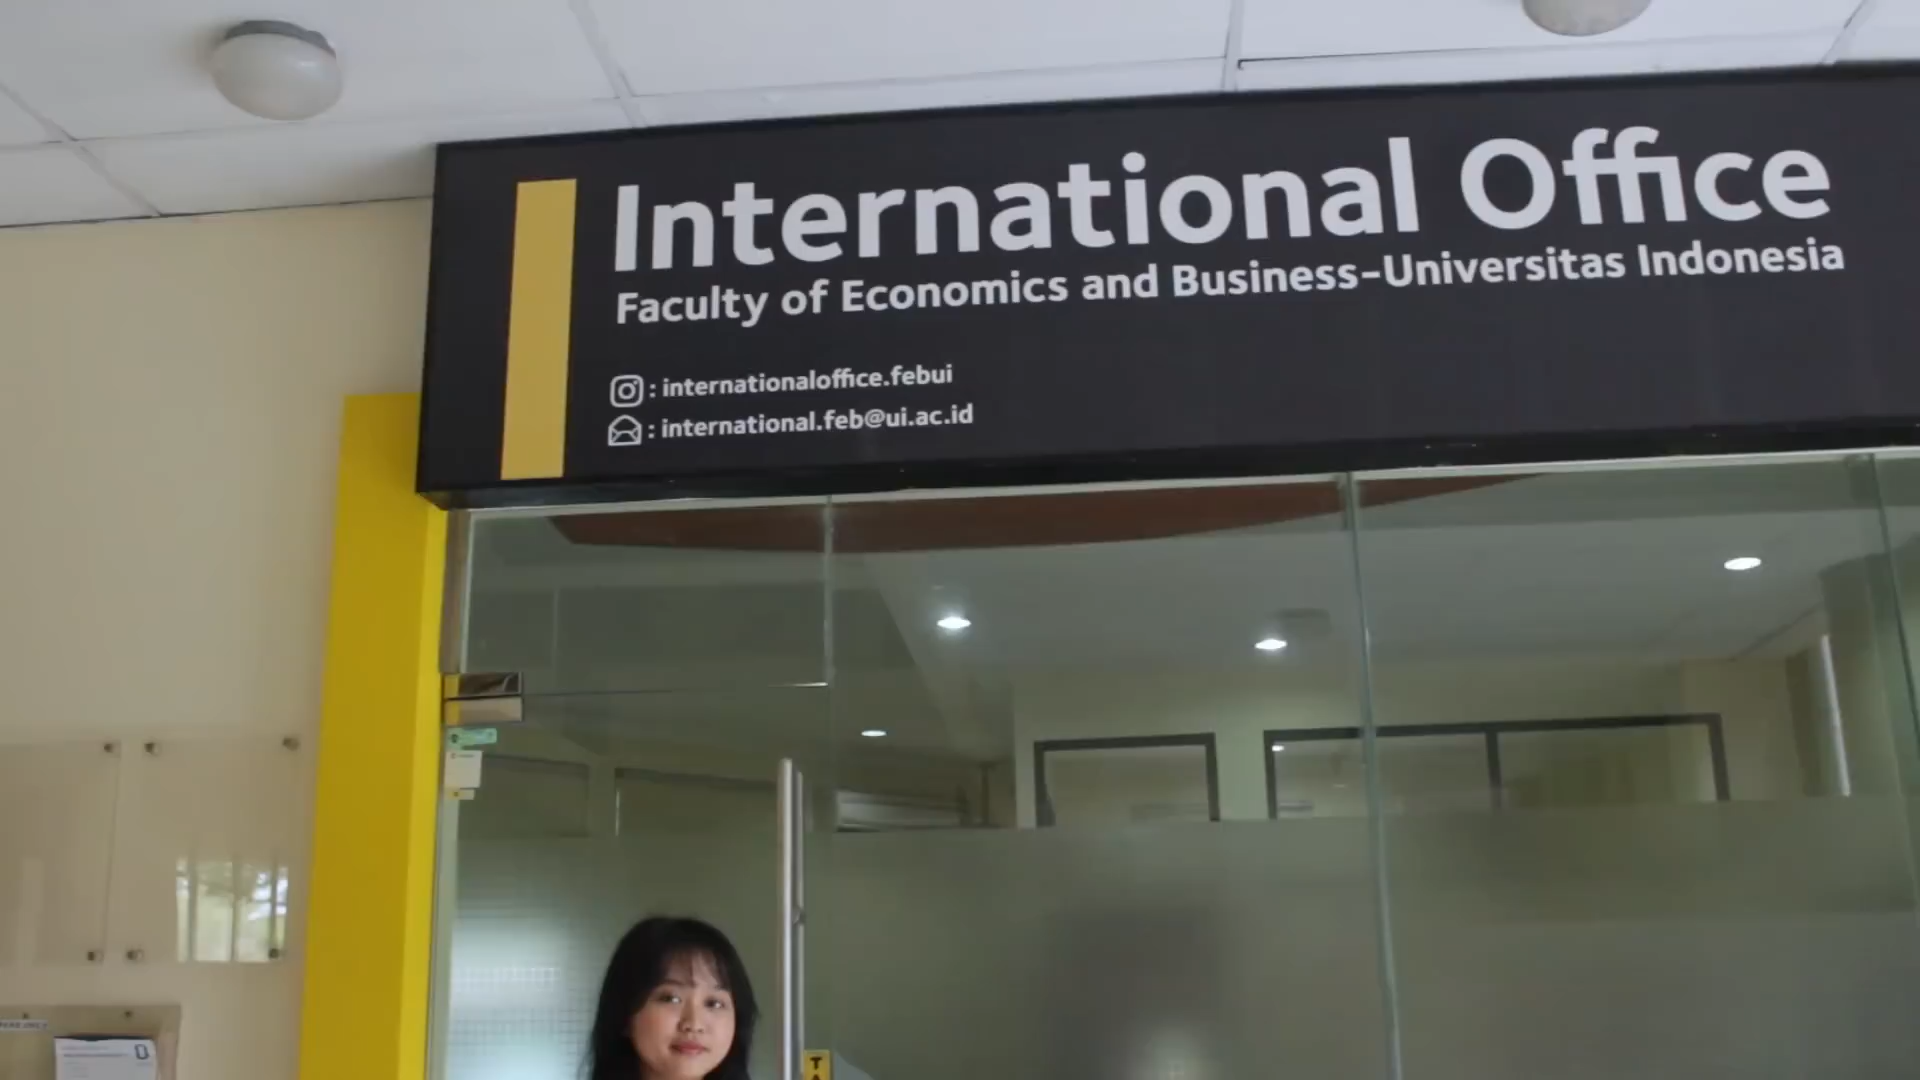 International Office
Faculty of Economics and Business-Universitas Indonesia
: internationaloffice.febui
: international.feb@ui.ac.id